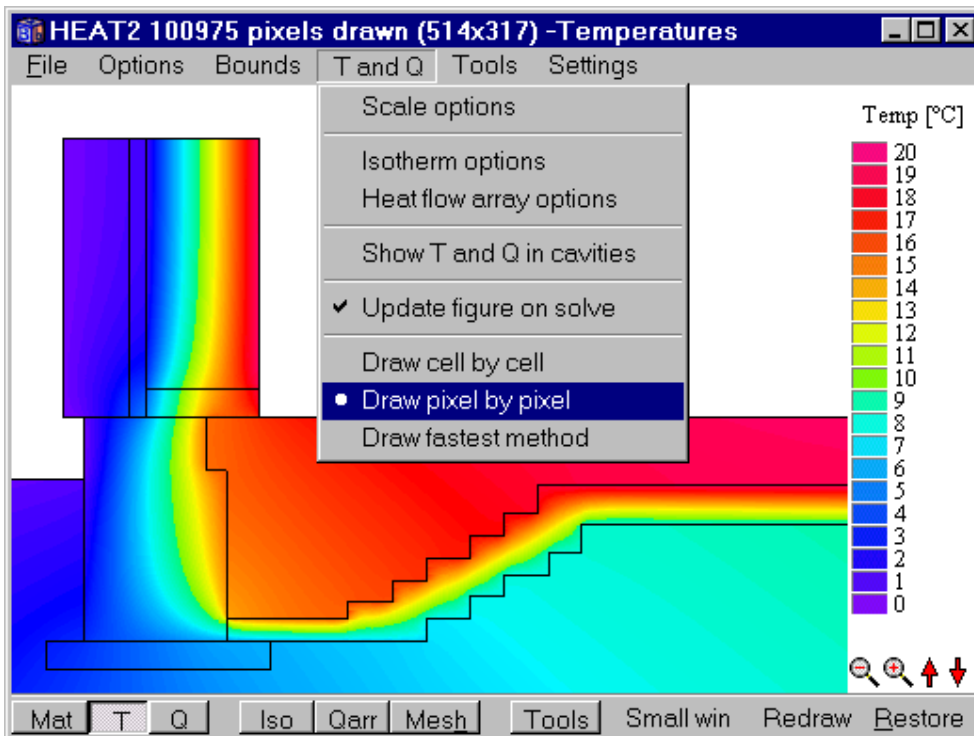 HEAT2 100975 pixels drawn (514x317) -Temperatures
File Options Bounds T and Q Tools Settings
Scale options
Isotherm options
Heat flow array options
Show T and Q in cavities
Update figure on solve
Draw cell by cell
Draw pixel by pixel
Draw fastest method
Temp [ºC]
20
19
18
17
16
15
14
13
12
11
10
9
8
7
6
5
4
3
2
1
0
Mat T Q Iso Qarr Mesh Tools Small win Redraw Restore